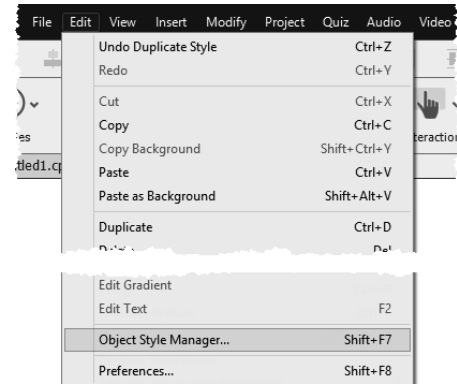 File Edit View Insert Modify Project Quiz Audio Video
Undo Duplicate Style Ctrl+Z
Redo Ctrl+Y
Cut Ctrl+X
Copy Ctrl+C
Copy Background Shift+Ctrl+Y
Paste Ctrl+V
Paste as Background Shift+Alt+V
Duplicate Ctrl+D
Edit Gradient
Edit Text F2
Object Style Manager... Shift+F7
Preferences... Shift+F8